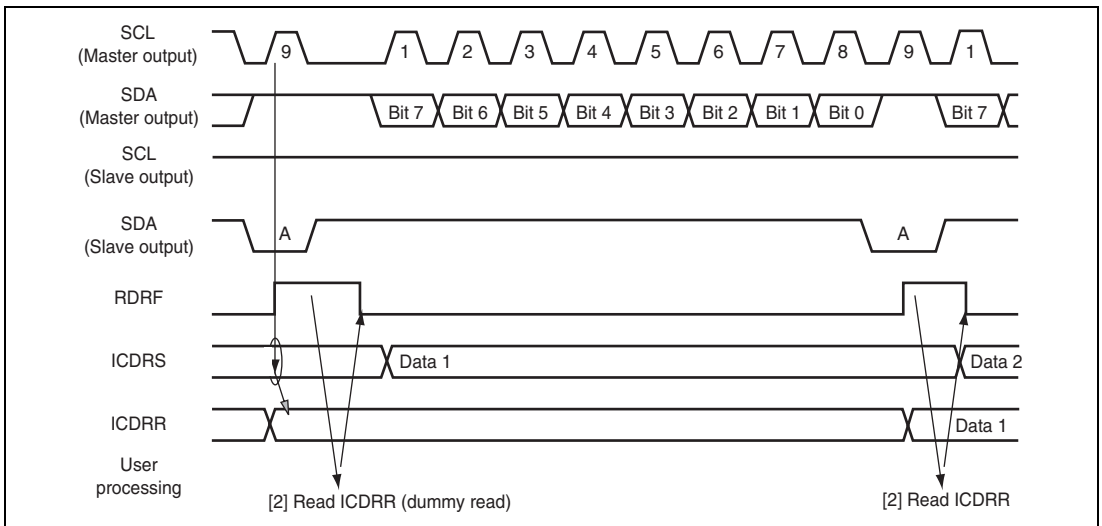 SCL
(Master output)
9 1 2 3 4 5 6 7 8 9 1
SDA
(Master output)
Bit 7 Bit 6 Bit 5 Bit 4 Bit 3 Bit 2 Bit 1 Bit 0 Bit 7
SCL
(Slave output)
SDA
(Slave output)
A A
RDRF
ICDRS
Data 1 Data 2
ICDRR
Data 1
User
processing
[2] Read ICDRR (dummy read) [2] Read ICDRR